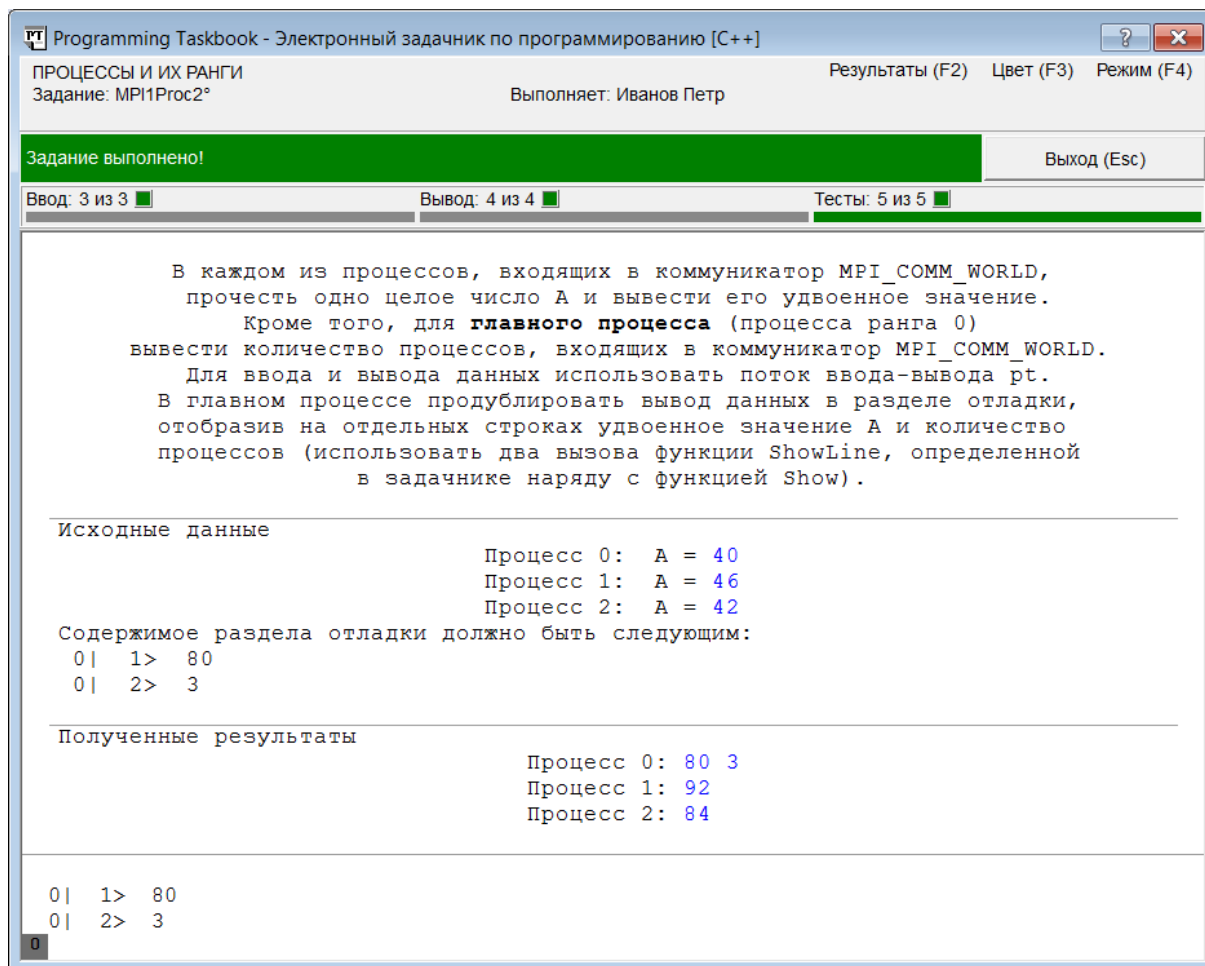 Programming Taskbook - Электронный задачник по программированию [C++]
ПРОЦЕССЫ И ИХ РАНГИ
Результаты (F2) Цвет (F3) Режим (F4)
Задание: MPI1Proc2°
Выполняет: Иванов Петр
Задание выполнено!
Выход (Esc)
Ввод: 3 из 3
Вывод: 4 из 4
Тесты: 5 из 5
В каждом из процессов, входящих в коммуникатор MPI_COMM_WORLD,
прочесть одно целое число A и вывести его удвоенное значение.
Кроме того, для главного процесса (процесса ранга 0)
вывести количество процессов, входящих в коммуникатор MPI_COMM_WORLD.
Для ввода и вывода данных использовать поток ввода-вывода pt.
В главном процессе продублировать вывод данных в разделе отладки,
отобразив на отдельных строках удвоенное значение A и количество
процессов (использовать два вызова функции ShowLine, определенной
в задачнике наряду с функцией Show).
Исходные данные
Процесс 0: A = 40
Процесс 1: A = 46
Процесс 2: A = 42
Содержимое раздела отладки должно быть следующим:
0| 1> 80
0| 2> 3
Полученные результаты
Процесс 0: 80 3
Процесс 1: 92
Процесс 2: 84
0| 1> 80
0| 2> 3
0